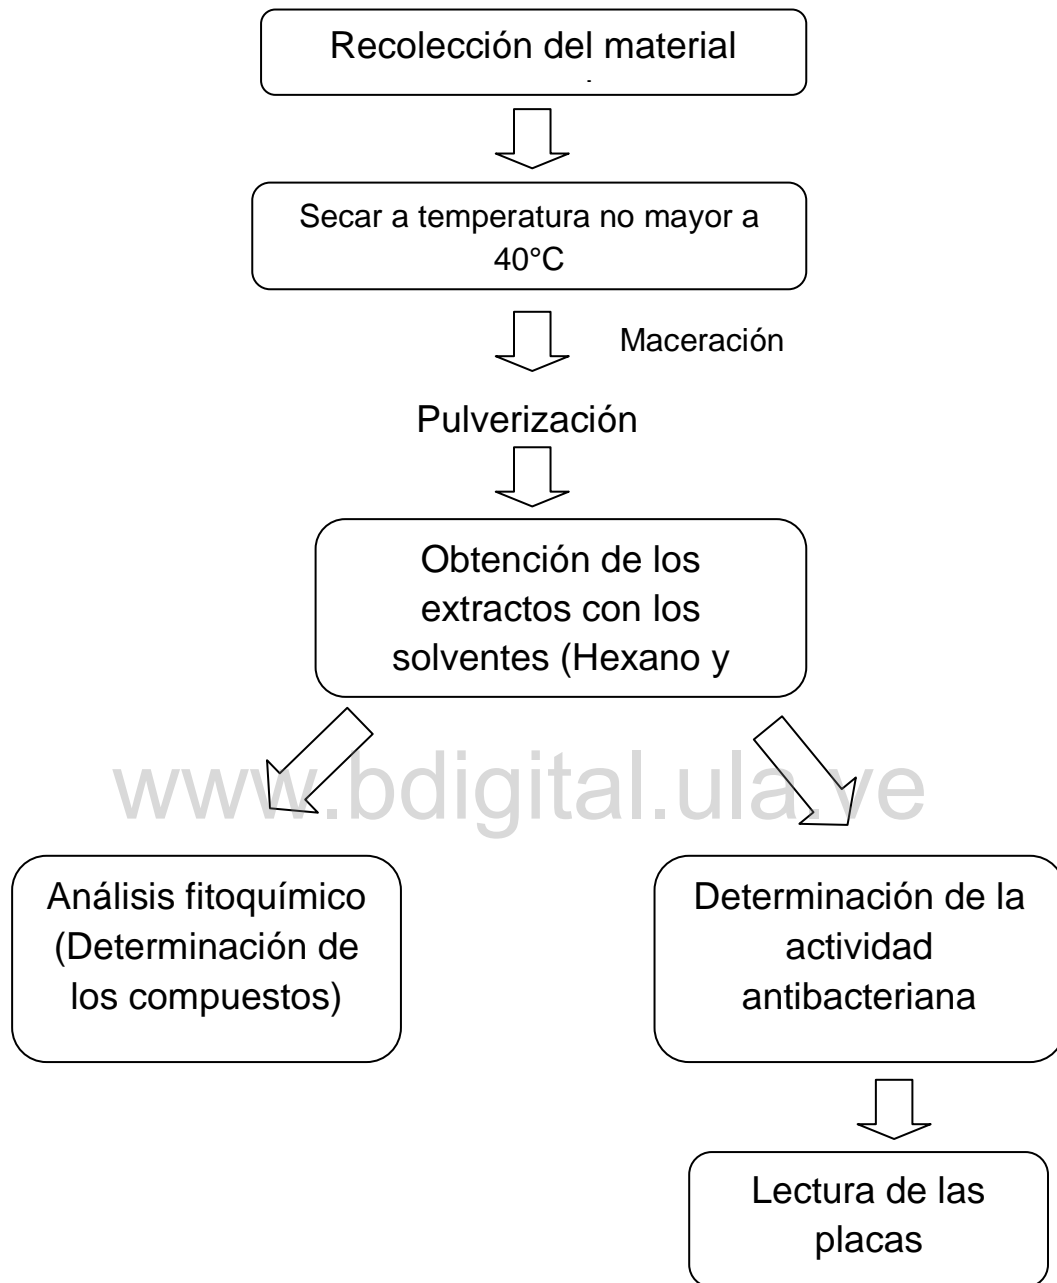 Recolección del material
Secar a temperatura no mayor a
40°C
Maceración
Pulverización
Obtención de los
extractos con los
solventes (Hexano y
www.bdigital.ula.ve
Análisis fitoquímico
(Determinación de
los compuestos)
Determinación de la
actividad
antibacteriana
Lectura de las
placas